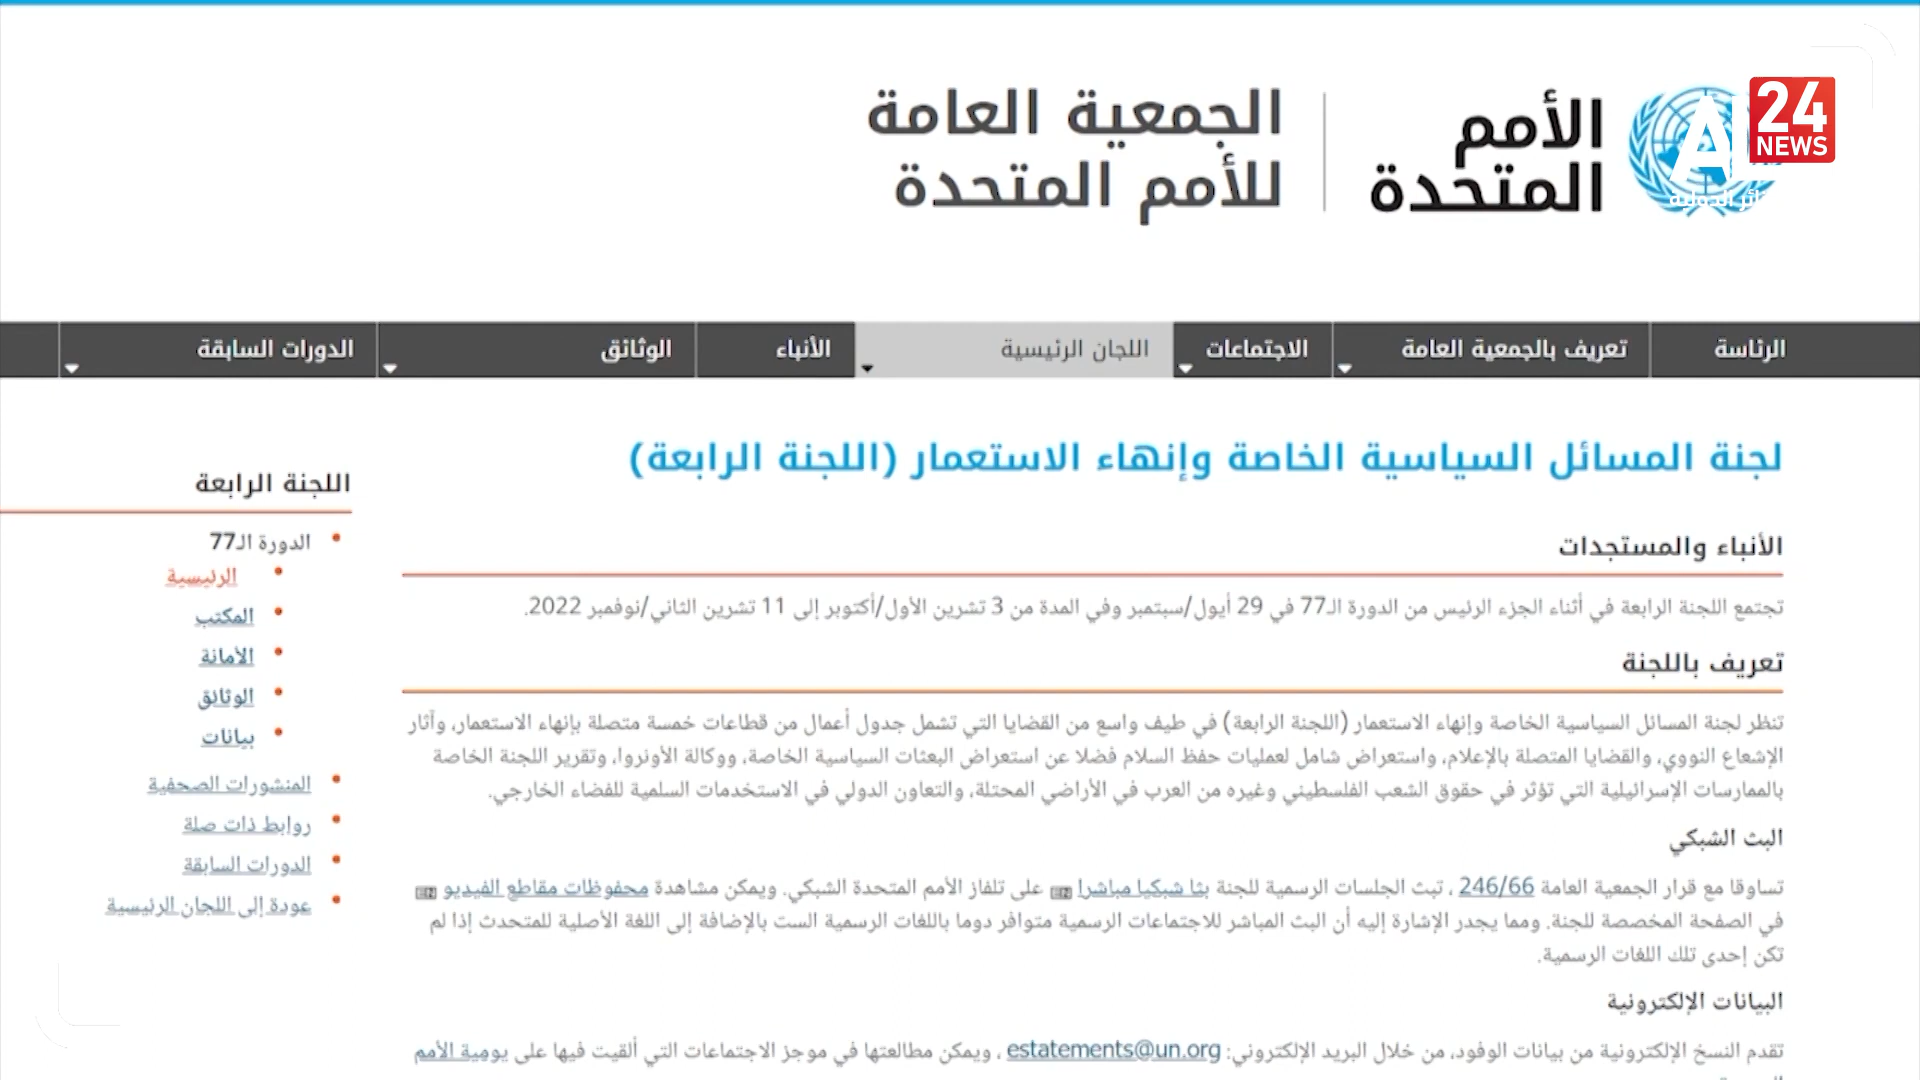 الأمم
المتحدة
الجمعية العامة
للأمم المتحدة
24
NEWS
الرئاسة
تعريف بالجمعية العامة
الاجتماعات
اللجان الرئيسية
الأنباء
الوثائق
الدورات السابقة
لجنة المسائل السياسية الخاصة وإنهاء الاستعمار (اللجنة الرابعة)
الأنباء والمستجدات
تجتمع اللجنة الرابعة في أثناء الجزء الرئيس من الدورة الـ77 في 29 أيول/سبتمبر وفي المدة من 3 تشرين الأول/أكتوبر إلى 11 تشرين الثاني/نوفمبر 2022.
تعريف باللجنة
تنظر لجنة المسائل السياسية الخاصة وإنهاء الاستعمار (اللجنة الرابعة) في طيف واسع من القضايا التي تشمل جدول أعمال من قطاعات خمسة متصلة بإنهاء الاستعمار، وآثار
الإشعاع النووي، والقضايا المتصلة بالإعلام، واستعراض شامل لعمليات حفظ السلام فضلا عن استعراض البعثات السياسية الخاصة، ووكالة الأونروا، وتقرير اللجنة الخاصة
بالممارسات الإسرائيلية التي تؤثر في حقوق الشعب الفلسطيني وغيره من العرب في الأراضي المحتلة، والتعاون الدولي في الاستخدمات السلمية للفضاء الخارجي.
البث الشبكي
تساوقا مع قرار الجمعية العامة 246/66 ، تبث الجلسات الرسمية للجنة بثا شبكيا مباشرا على تلفاز الأمم المتحدة الشبكي. ويمكن مشاهدة محفوظات مقاطع الفيديو
في الصفحة المخصصة للجنة. ومما يجدر الإشارة إليه أن البث المباشر للاجتماعات الرسمية متوافر دوما باللغات الرسمية الست بالإضافة إلى اللغة الأصلية للمتحدث إذا لم
تكن إحدى تلك اللغات الرسمية.
البيانات الإلكترونية
تقدم النسخ الإلكترونية من بيانات الوفود، من خلال البريد الإلكتروني: estatements@un.org ، ويمكن مطالعتها في موجز الاجتماعات التي ألقيت فيها على يومية الأمم
اللجنة الرابعة
الدورة الـ77
الرئيسية
المكتب
الأمانة
الوثائق
بيانات
المنشورات الصحفية
روابط ذات صلة
الدورات السابقة
عودة إلى اللجان الرئيسية